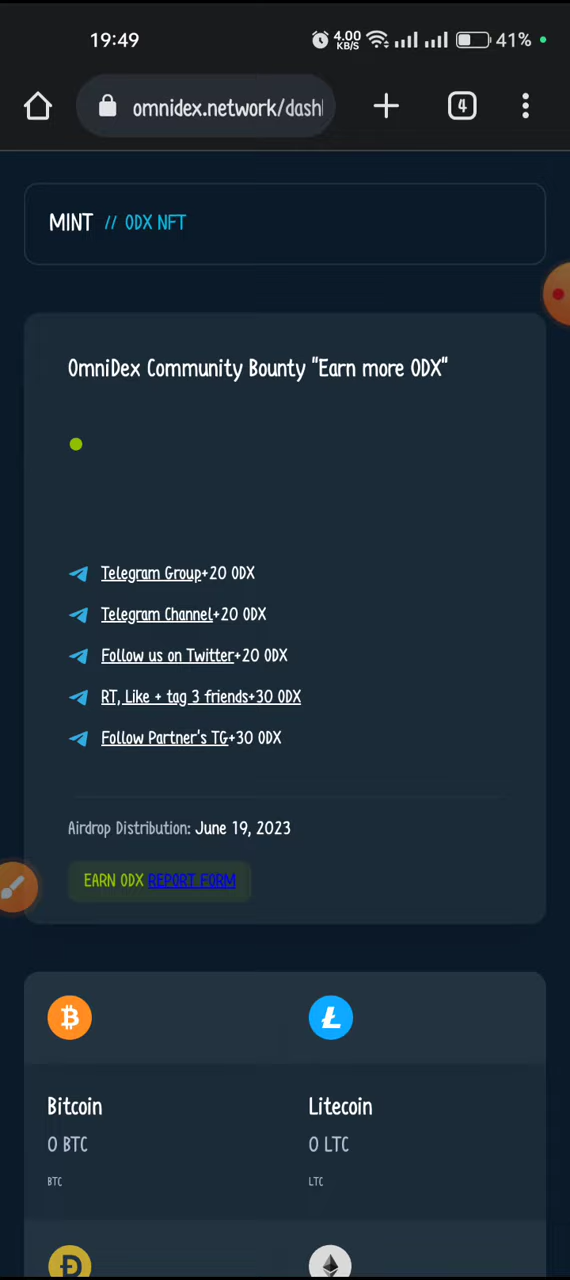 19:49
4.00
KB/S
41%
omnidex.network/dash
4
MINT // ODX NFT
OmniDex Community Bounty "Earn more ODX"
Telegram Group+20 ODX
Telegram Channel+20 ODX
Follow us on Twitter+20 ODX
RT, Like + tag 3 friends+30 ODX
Follow Partner's TG+30 ODX
Airdrop Distribution: June 19, 2023
EARN ODX REPORT FORM
Bitcoin
0 BTC
BTC
Litecoin
0 LTC
LTC